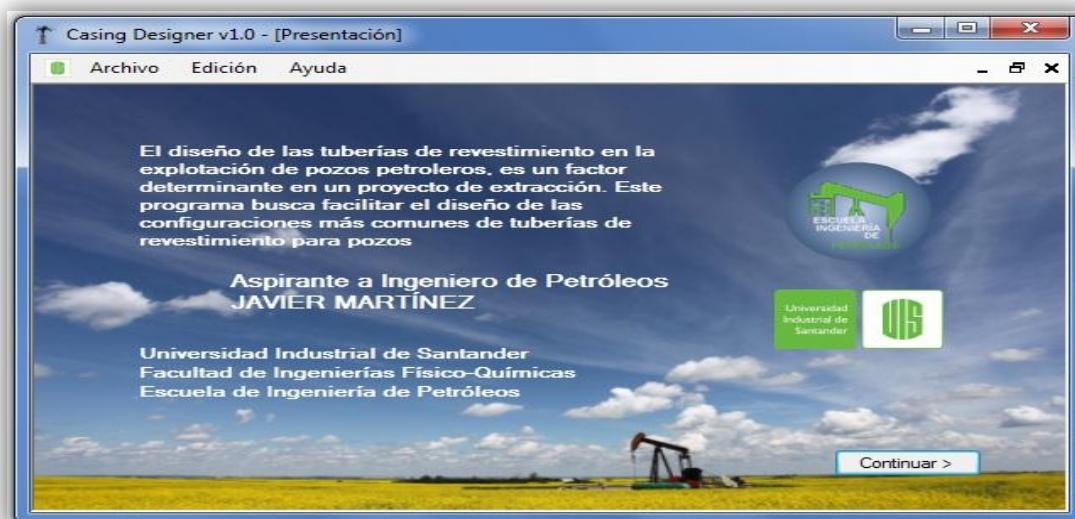 Casing Designer v1.0 - [Presentación]
Archivo Edición Ayuda
El diseño de las tuberías de revestimiento en la
explotación de pozos petroleros, es un factor
determinante en un proyecto de extracción. Este
programa busca facilitar el diseño de las
configuraciones más comunes de tuberías de
revestimiento para pozos
Aspirante a Ingeniero de Petróleos
JAVIER MARTÍNEZ
Universidad Industrial de Santander
Facultad de Ingenierías Físico-Químicas
Escuela de Ingeniería de Petróleos
ESCUELA
INGENIERÍA
DE
PETRÓLEOS
Universidad
Industrial de
Santander
UIS
Continuar >